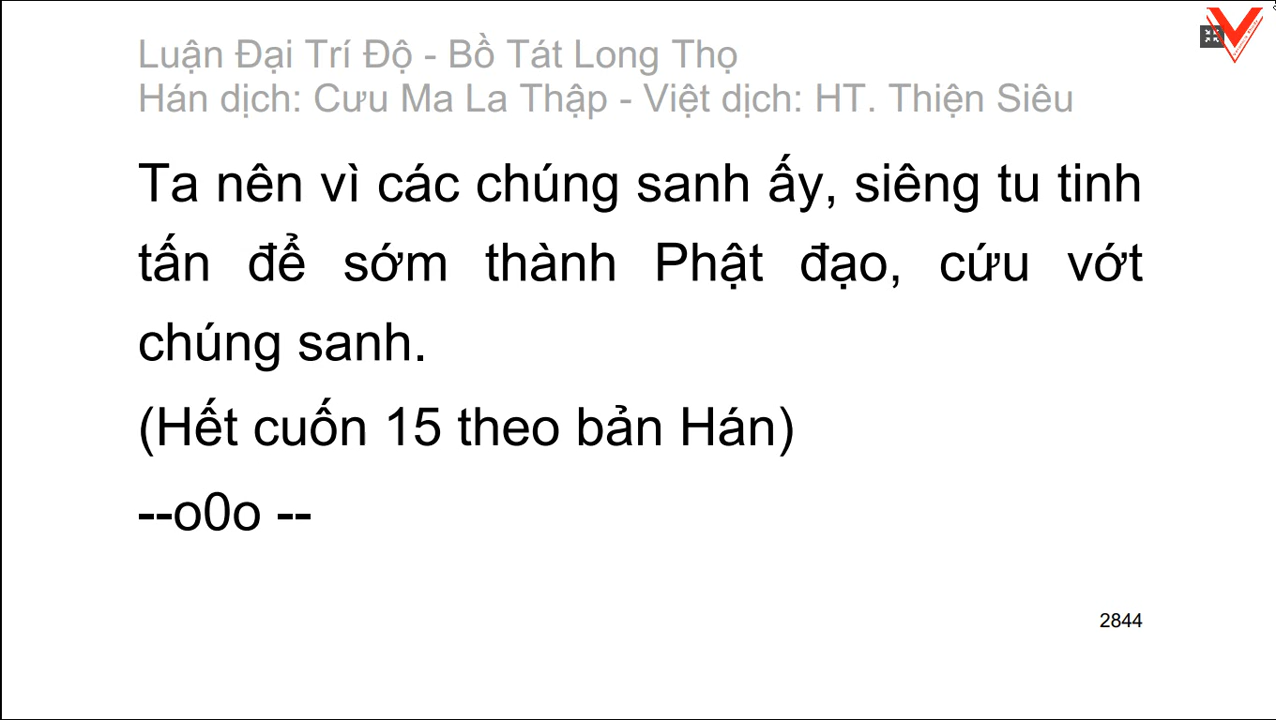 Luận Đại Trí Độ - Bồ Tát Long Thọ
Hán dịch: Cưu Ma La Thập - Việt dịch: HT. Thiện Siêu
Ta nên vì các chúng sanh ấy, siêng tu tinh
tấn để sớm thành Phật đạo, cứu vớt
chúng sanh.
(Hết cuốn 15 theo bản Hán)
--o0o --
2844